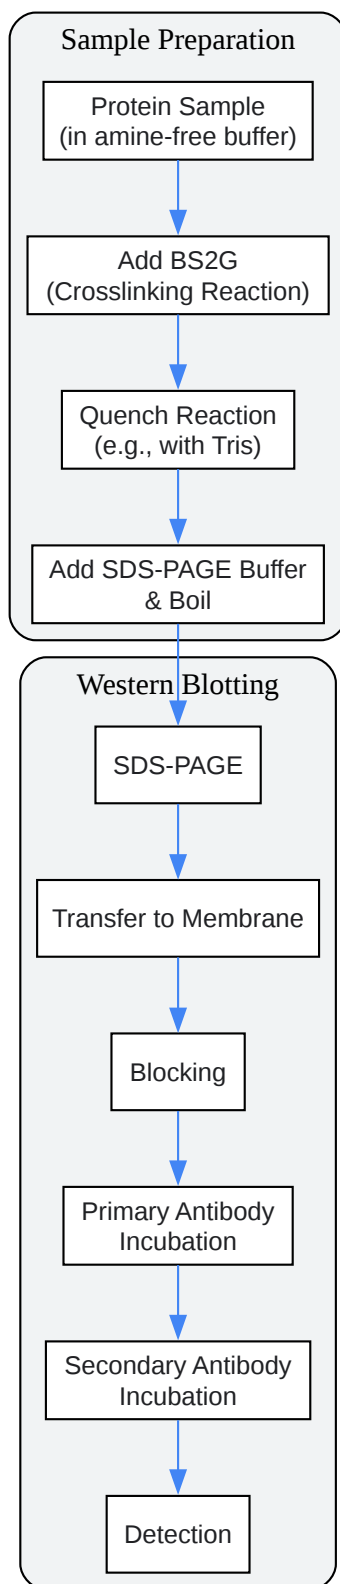 Sample Preparation
Protein Sample
(in amine-free buffer)
Add BS2G
(Crosslinking Reaction)
Quench Reaction
(e.g., with Tris)
Add SDS-PAGE Buffer
& Boil
Western Blotting
SDS-PAGE
Transfer to Membrane
Blocking
Primary Antibody
Incubation
Secondary Antibody
Incubation
Detection